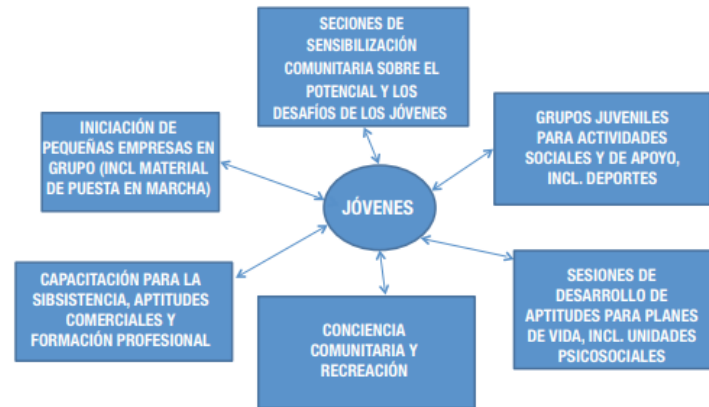 SECIONES DE
SENSIBILIZACIÓN
COMUNITARIA SOBRE EL
POTENCIAL Y LOS
DESAFÍOS DE LOS JÓVENES
INICIACIÓN DE
PEQUEÑAS EMPRESAS EN
GRUPO (INCL MATERIAL
DE PUESTA EN MARCHA)
GRUPOS JUVENILES
PARA ACTIVIDADES
SOCIALES Y DE APOYO,
INCL. DEPORTES
JÓVENES
CAPACITACIÓN PARA LA
SIBSISTENCIA, APTITUDES
COMERCIALES Y
FORMACIÓN PROFESIONAL
CONCIENCIA
COMUNITARIA Y
RECREACIÓN
SESIONES DE
DESARROLLO DE
APTITUDES PARA PLANES
DE VIDA, INCL. UNIDADES
PSICOSOCIALES